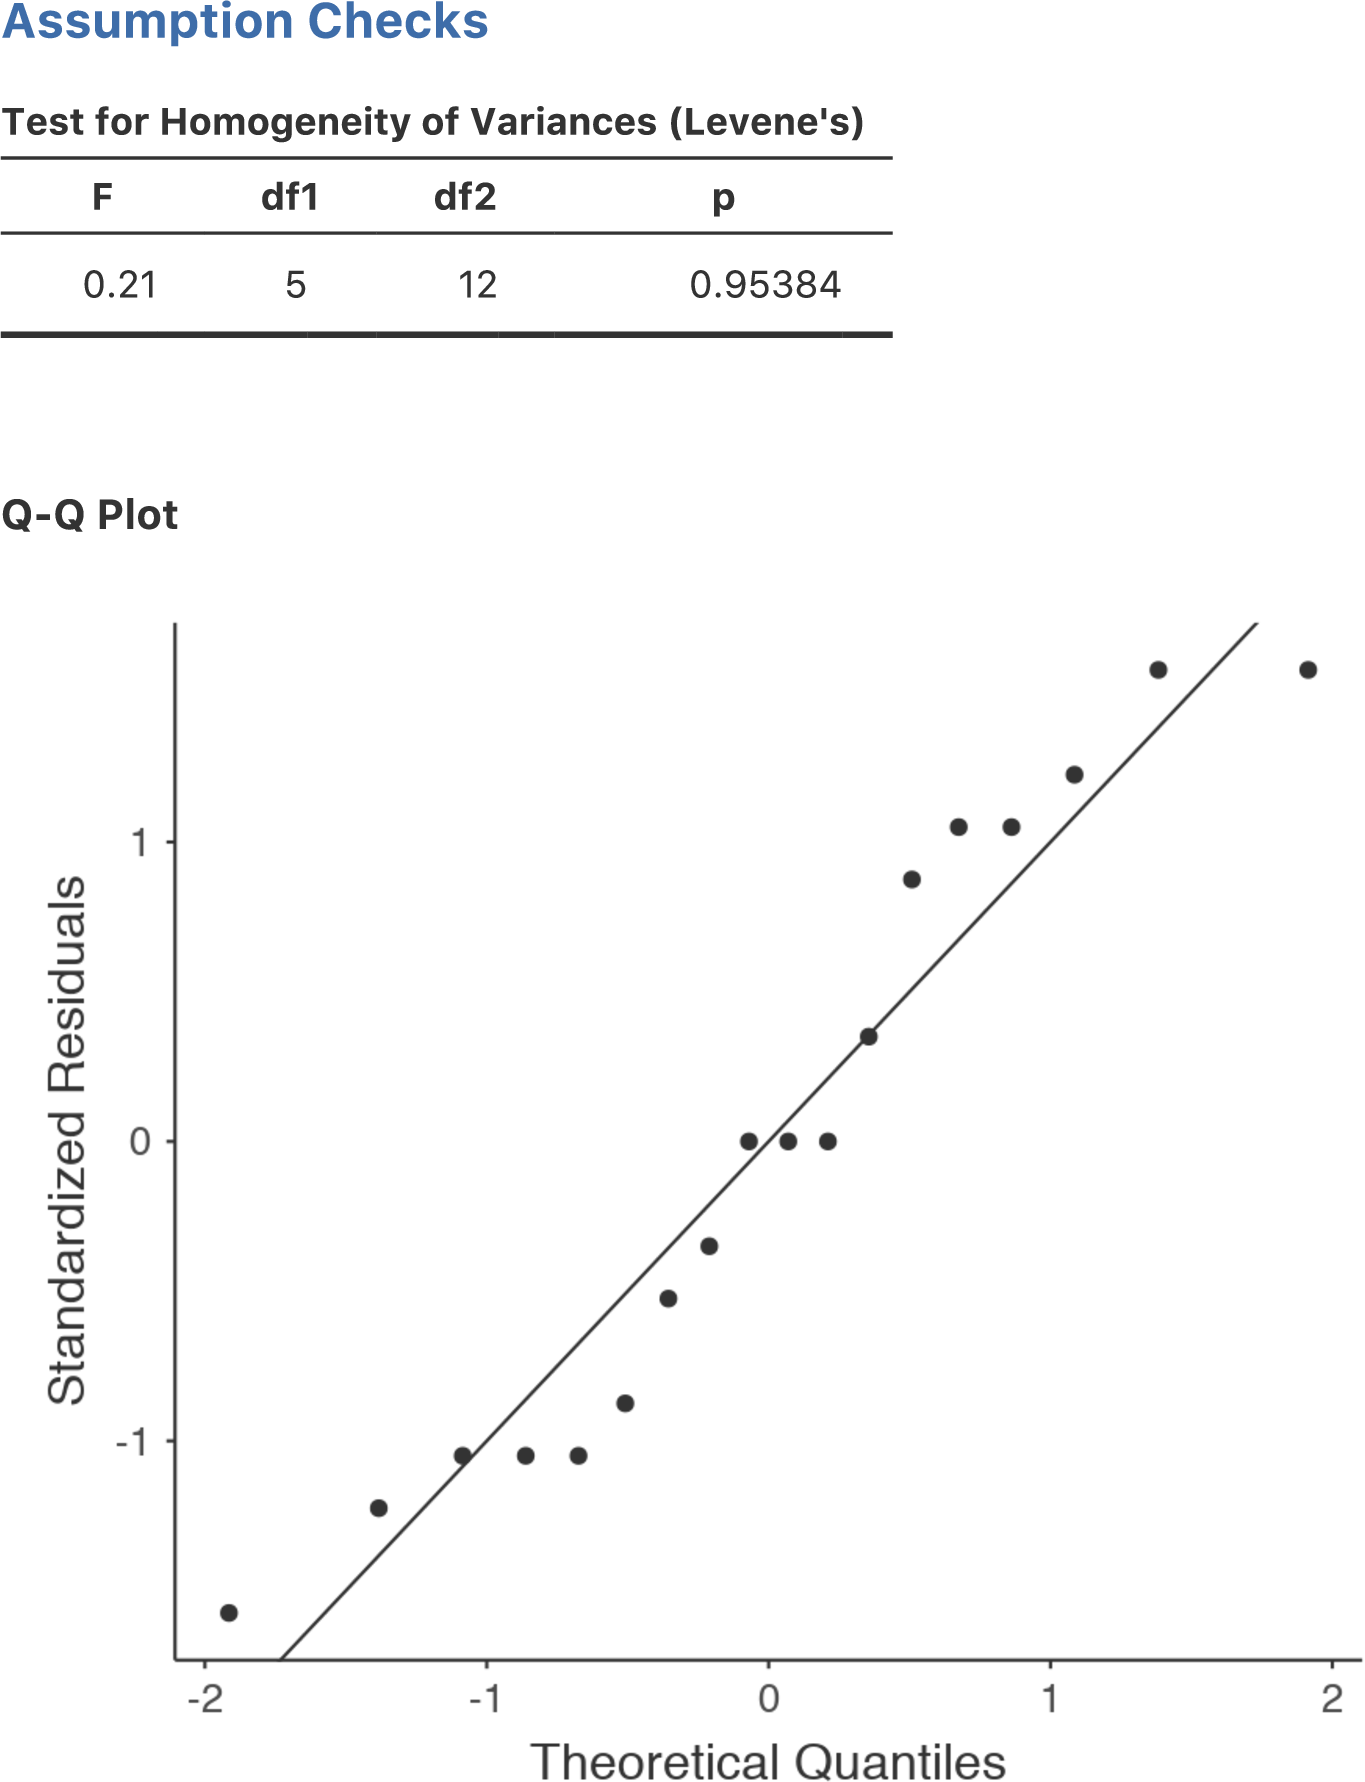 Assumption Checks
Test for Homogeneity of Variances (Levene's)
F df1 df2 p
0.21 5 12 0.95384
Q-Q Plot
1
0
-1
Standardized Residuals
-2 -1 0 1 2
Theoretical Quantiles